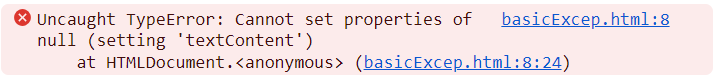 Uncaught TypeError: Cannot set properties of basicExcep.html:8
null (setting 'textContent')
at HTMLDocument.<anonymous> (basicExcep.html:8:24)